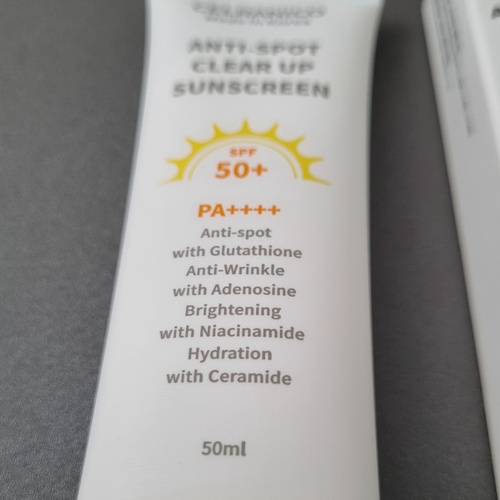 ANTI-SPOT
CLEAR UP
SUNSCREEN
SPF
50+
PA++++
Anti-spot
with Glutathione
Anti-Wrinkle
with Adenosine
Brightening
with Niacinamide
Hydration
with Ceramide
50ml